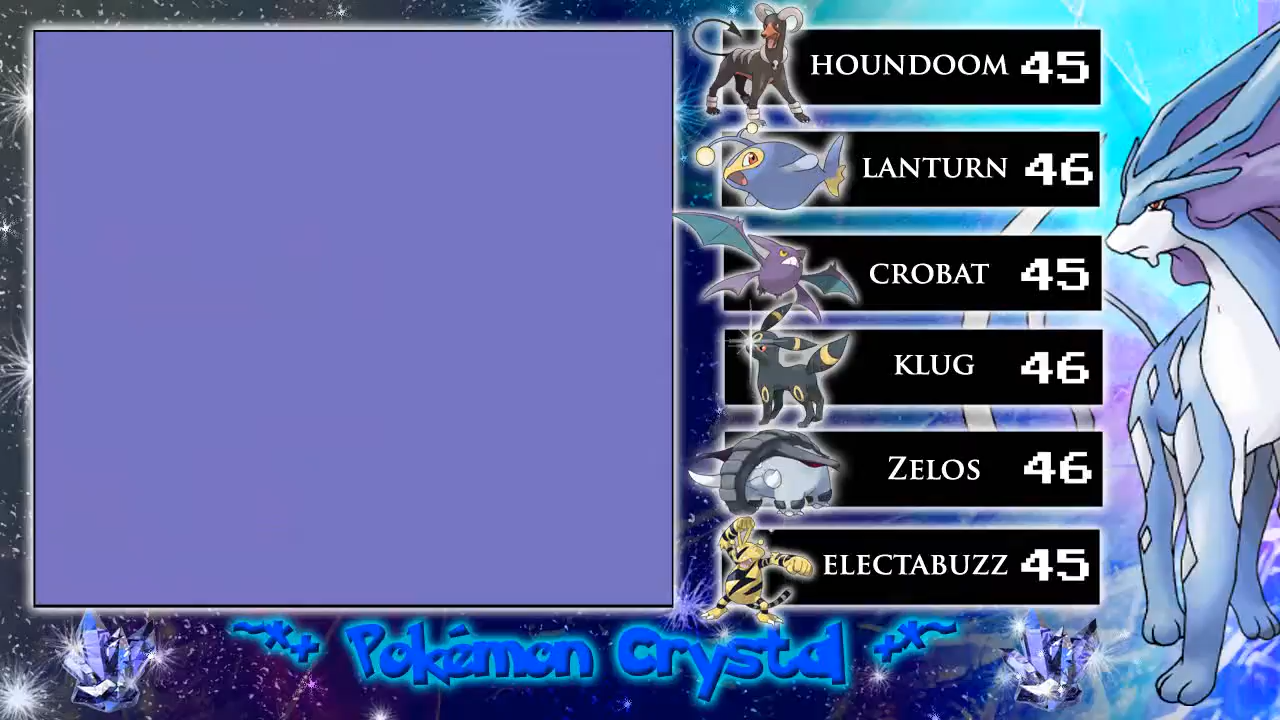 HOUNDOOM 45
LANTURN 46
CROBAT 45
KLUG 46
ZELOS 46
ELECTABUZZ 45
~*+ Pokémon Crystal +*~